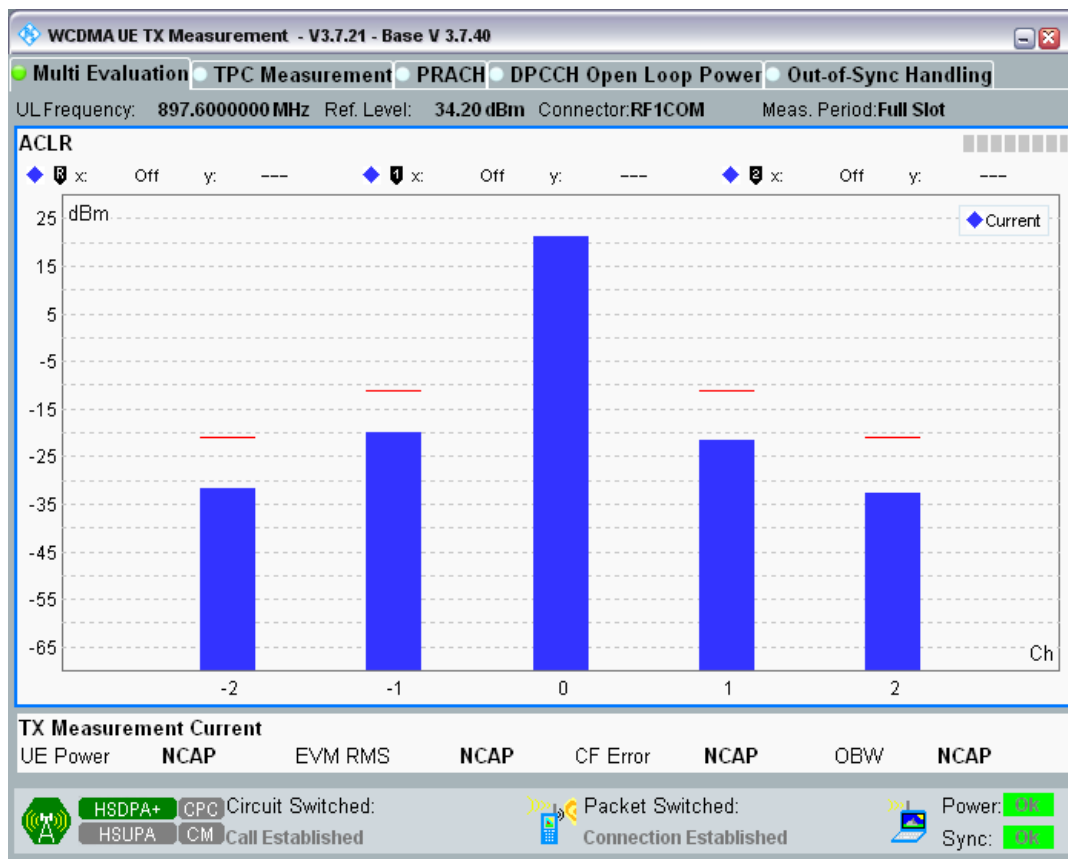 WCDMA UE TX Measurement - V3.7.21 - Base V 3.7.40
Multi Evaluation TPC Measurement PRACH DPCCH Open Loop Power Out-of-Sync Handling
UL Frequency: 897.6000000 MHz Ref. Level: 34.20 dBm Connector:RF1COM Meas. Period:Full Slot
ACLR
R x: Off y: --- 1 x: Off y: --- 2 x: Off y: ---
dBm
Current
25
15
5
-5
-15
-25
-35
-45
-55
-65
Ch
-2 -1 0 1 2
TX Measurement Current
UE Power NCAP EVM RMS NCAP CF Error NCAP OBW NCAP
HSDPA+ CPC Circuit Switched: Packet Switched: Power: OK
HSUPA CM Call Established Connection Established Sync: OK